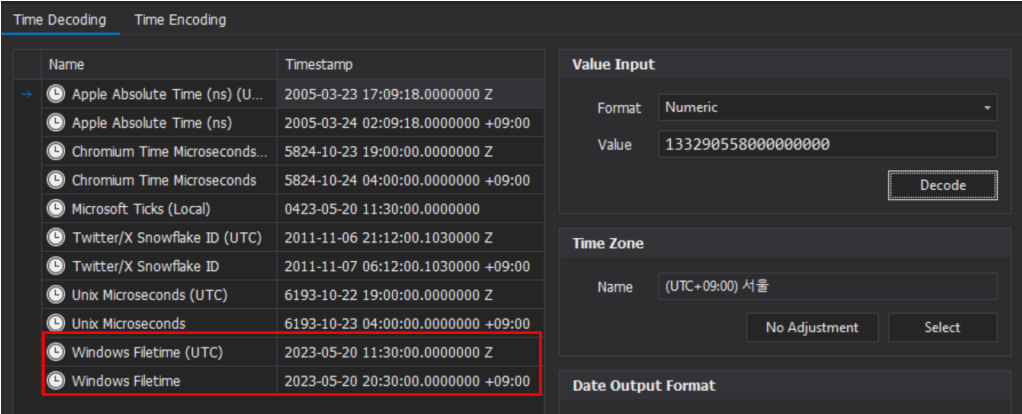 Time Decoding Time Encoding
Name Timestamp
Apple Absolute Time (ns) (U... 2005-03-23 17:09:18.0000000 Z
Apple Absolute Time (ns) 2005-03-24 02:09:18.0000000 +09:00
Chromium Time Microseconds... 5824-10-23 19:00:00.0000000 Z
Chromium Time Microseconds 5824-10-24 04:00:00.0000000 +09:00
Microsoft Ticks (Local) 0423-05-20 11:30:00.0000000
Twitter/X Snowflake ID (UTC) 2011-11-06 21:12:00.1030000 Z
Twitter/X Snowflake ID 2011-11-07 06:12:00.1030000 +09:00
Unix Microseconds (UTC) 6193-10-22 19:00:00.0000000 Z
Unix Microseconds 6193-10-23 04:00:00.0000000 +09:00
Windows Filetime (UTC) 2023-05-20 11:30:00.0000000 Z
Windows Filetime 2023-05-20 20:30:00.0000000 +09:00
Value Input
Format Numeric
Value 133290558000000000
Decode
Time Zone
Name (UTC+09:00) 서울
No Adjustment Select
Date Output Format